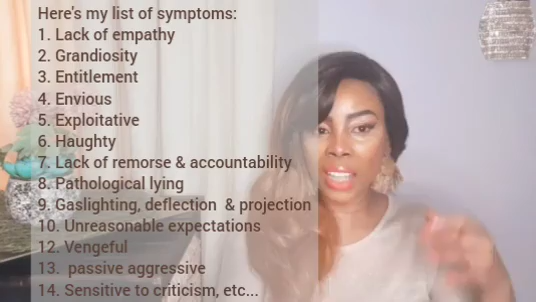 Here's my list of symptoms:
1. Lack of empathy
2. Grandiosity
3. Entitlement
4. Envious
5. Exploitative
6. Haughty
7. Lack of remorse & accountability
8. Pathological lying
9. Gaslighting, deflection  & projection
10. Unreasonable expectations
12. Vengeful
13.  passive aggressive
14. Sensitive to criticism, etc...